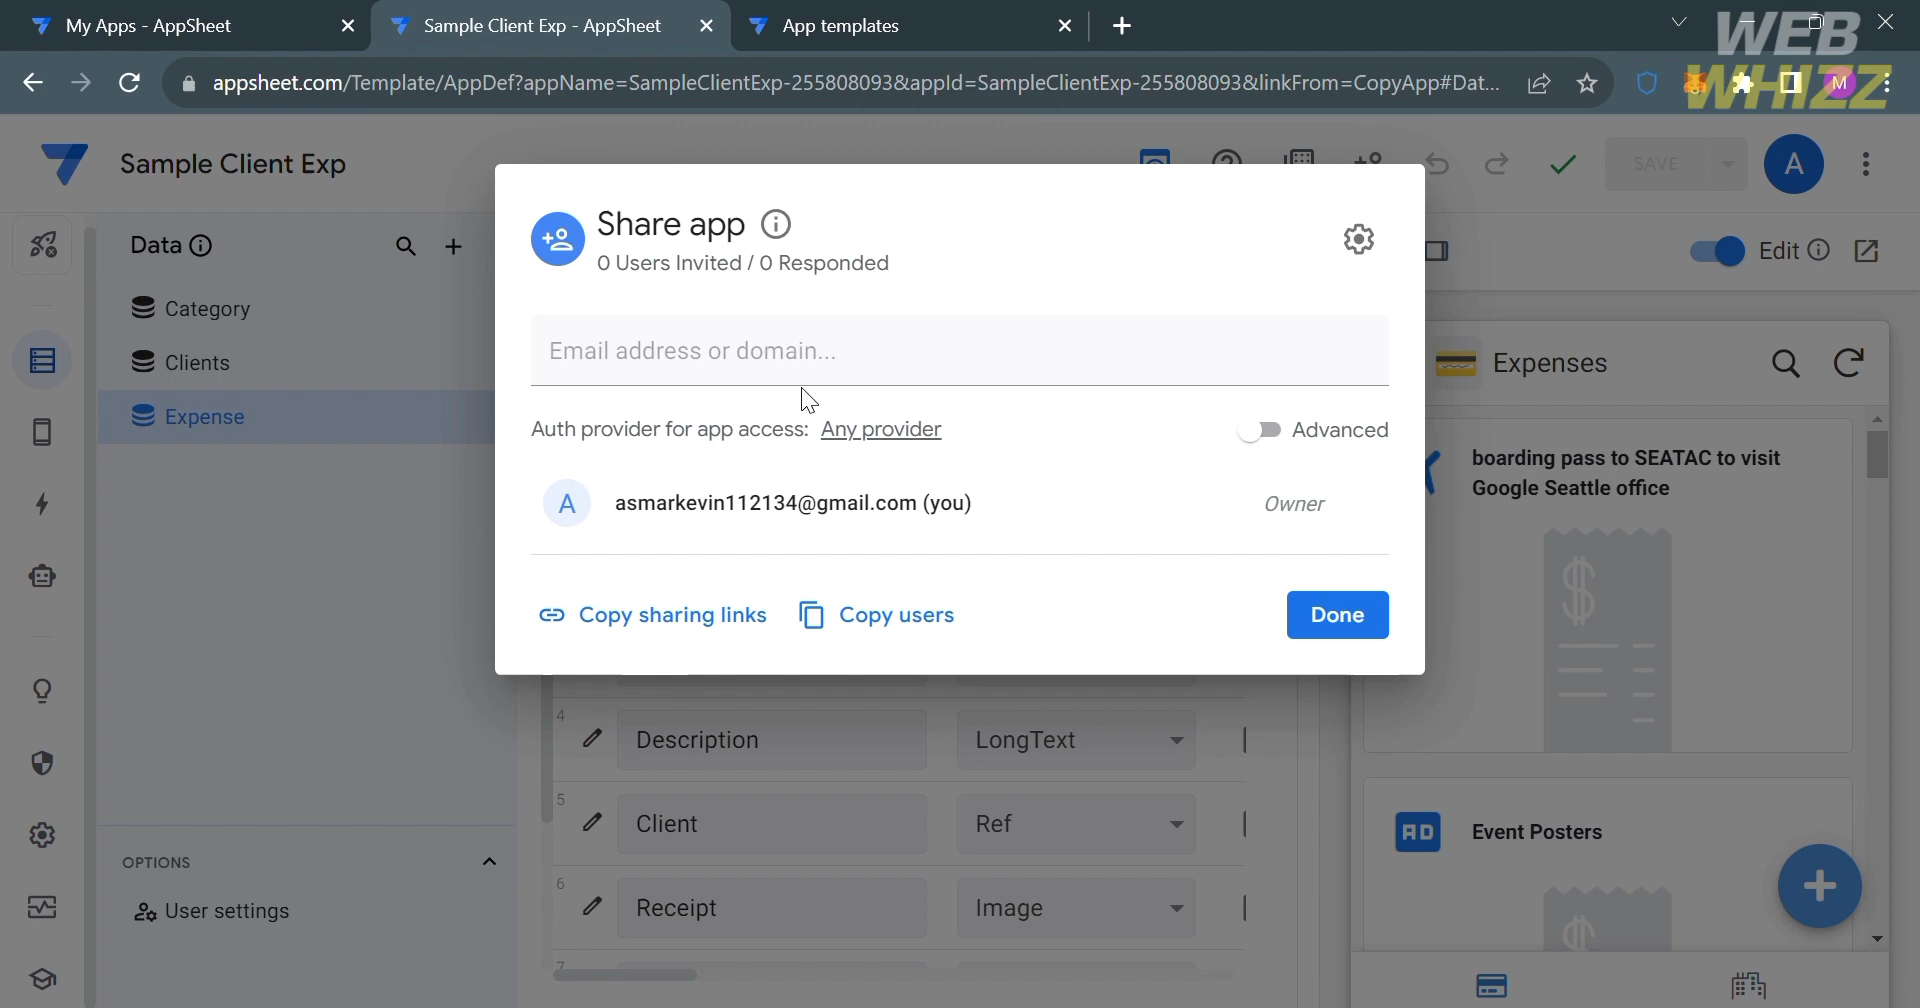 My Apps - AppSheet
Sample Client Exp - AppSheet
App templates
WEB
WHIZZ
appsheet.com/Template/AppDef?appName=SampleClientExp-255808093&appId=SampleClientExp-255808093&linkFrom=CopyApp#Dat...
M
Sample Client Exp
SAVE
A
Data
Category
Clients
Expense
OPTIONS
User settings
Share app
0 Users Invited / 0 Responded
Email address or domain...
Auth provider for app access: Any provider
Advanced
A
asmarkevin112134@gmail.com (you)
Owner
Copy sharing links
Copy users
Done
4
Description
LongText
5
Client
Ref
6
Receipt
Image
7
Edit
Expenses
boarding pass to SEATAC to visit
Google Seattle office
$
AD
Event Posters
$